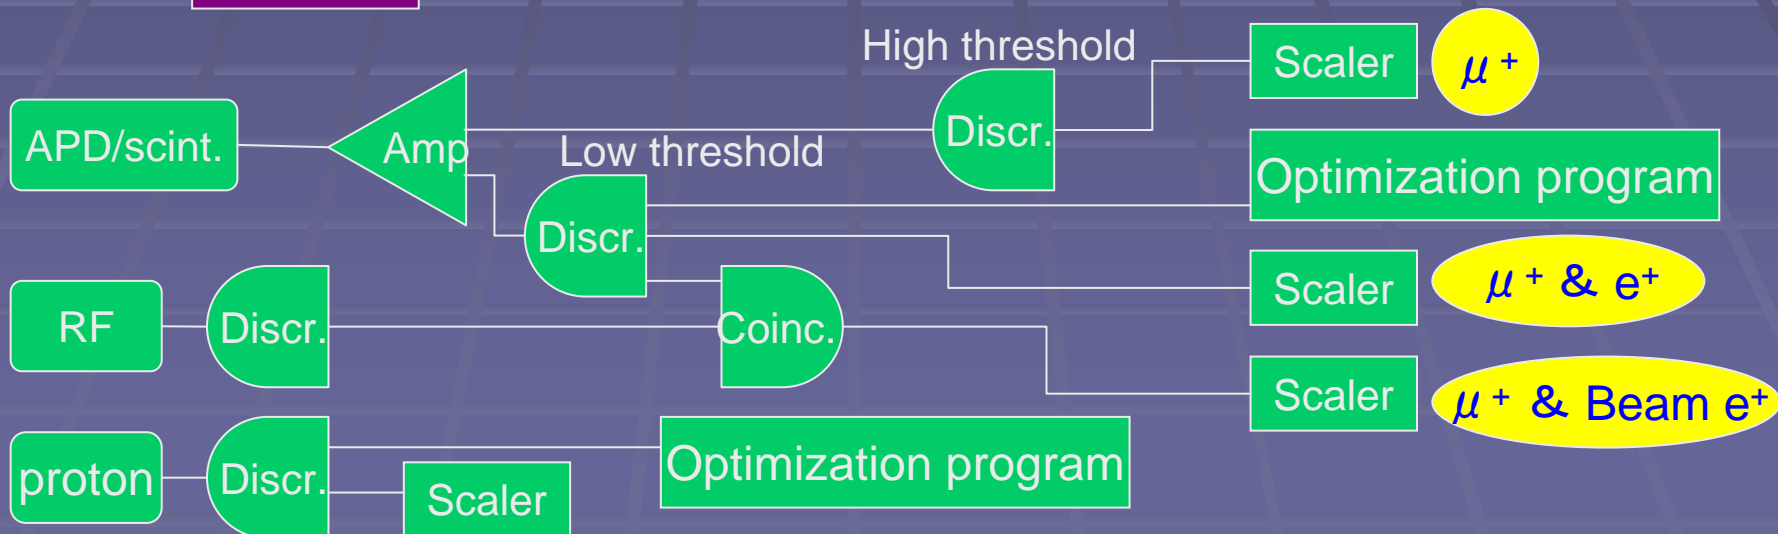 High threshold
Scaler
μ+
APD/scint.
Amp
Low threshold
Discr.
Optimization program
Discr.
Scaler
μ+ & e+
RF
Discr.
Coinc.
Scaler
μ+ & Beam e+
proton
Discr.
Scaler
Optimization program